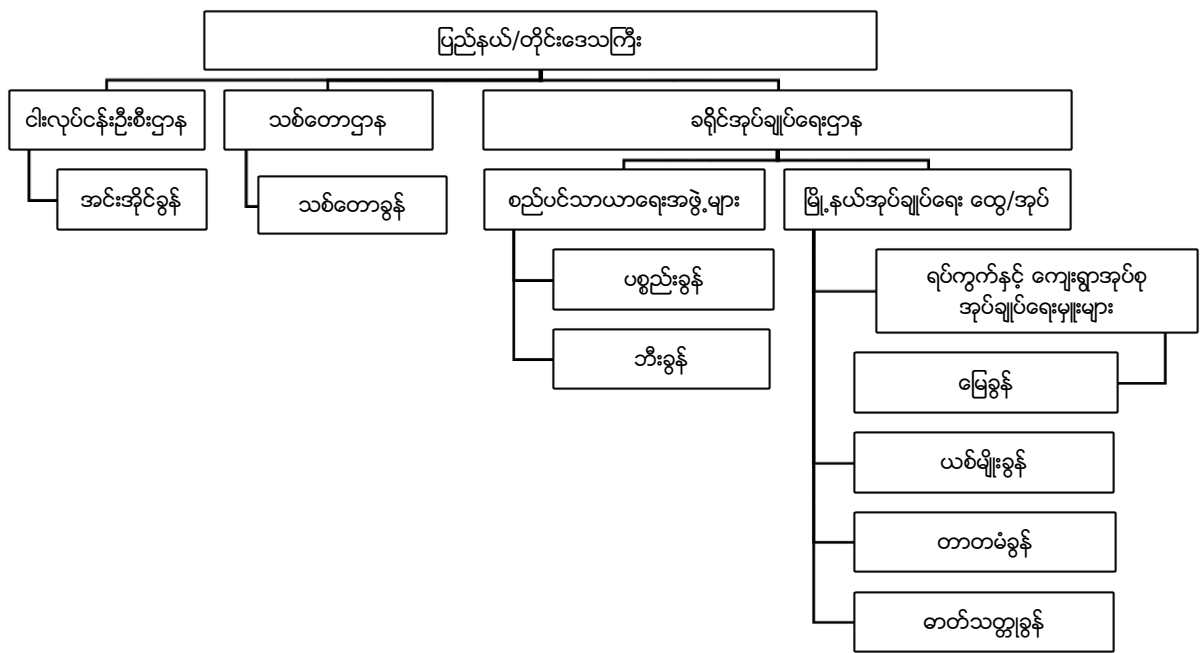 ပြည်နယ်/တိုင်းဒေသကြီး
ငါးလုပ်ငန်းဦးစီးဌာန
သစ်တောဌာန
ခရိုင်အုပ်ချုပ်ရေးဌာန
အင်းအိုင်ခွန်
သစ်တောခွန်
စည်ပင်သာယာရေးအဖွဲ့များ
မြို့နယ်အုပ်ချုပ်ရေး ထွေ/အုပ်
ပစ္စည်းခွန်
ဘီးခွန်
ရပ်ကွက်နှင့် ကျေးရွာအုပ်စု
အုပ်ချုပ်ရေးမှူးများ
မြေခွန်
ယစ်မျိုးခွန်
တာတမံခွန်
ဓာတ်သတ္တုခွန်